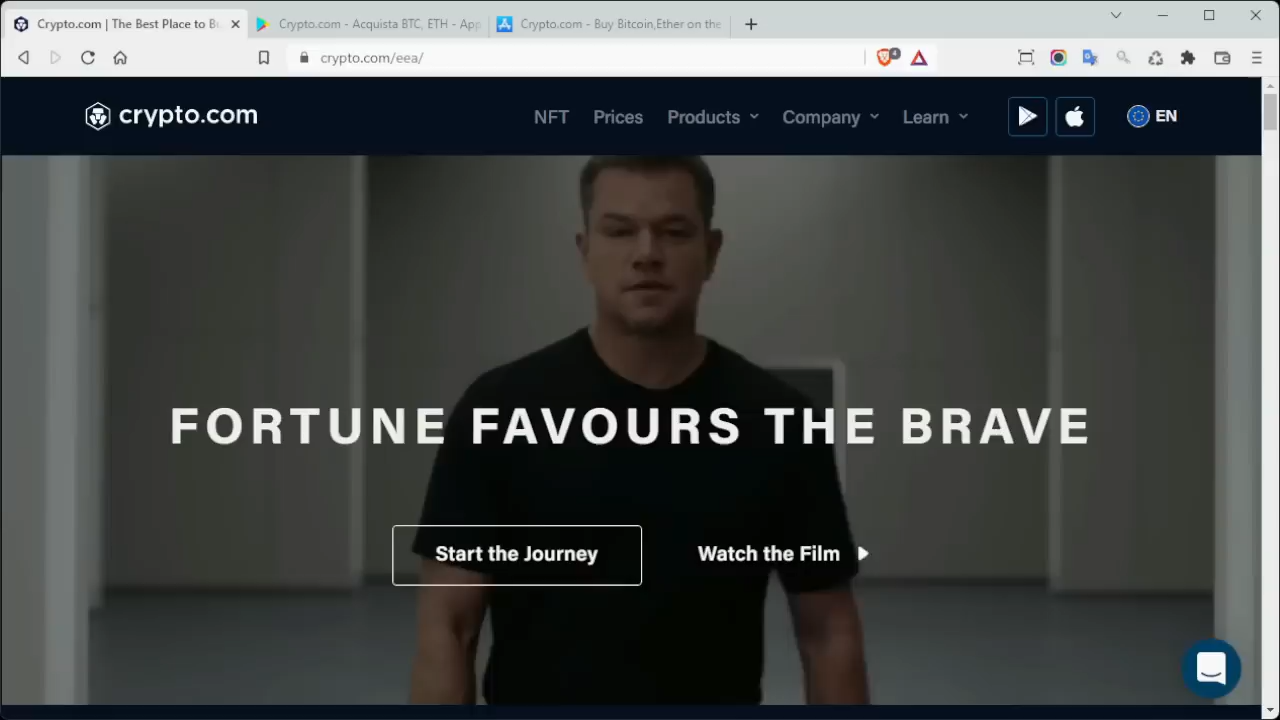 Crypto.com | The Best Place to Bu
Crypto.com - Acquista BTC, ETH - App
Crypto.com - Buy Bitcoin,Ether on the
crypto.com/eea/
4
crypto.com
NFT
Prices
Products
Company
Learn
EN
FORTUNE FAVOURS THE BRAVE
Start the Journey
Watch the Film